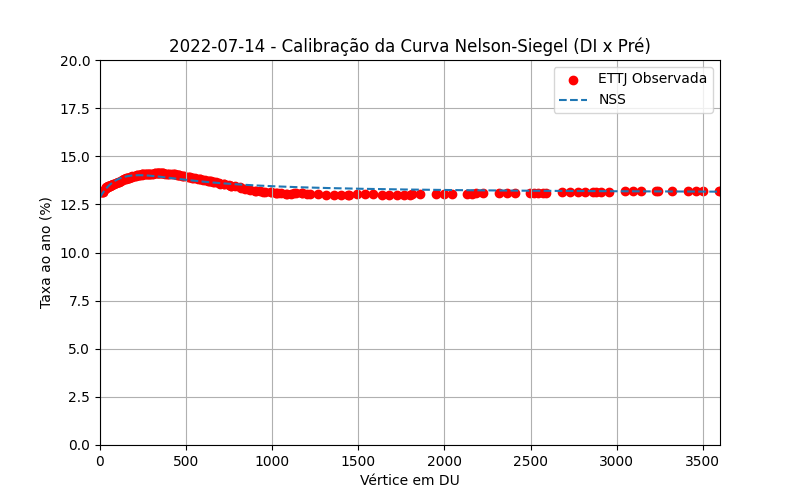 2022-07-14 - Calibração da Curva Nelson-Siegel (DI x Pré)
20.0
17.5
15.0
12.5
10.0
7.5
5.0
2.5
0.0
Taxa ao ano (%)
ETTJ Observada
NSS
0 500 1000 1500 2000 2500 3000 3500
Vértice em DU